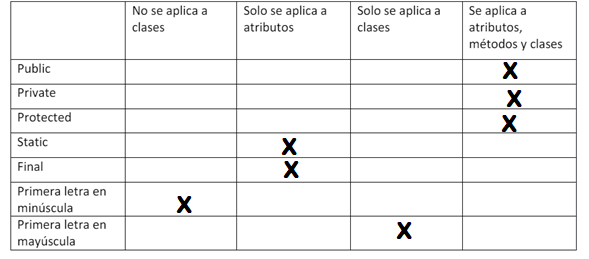 No se aplica a clases
Solo se aplica a atributos
Solo se aplica a clases
Se aplica a atributos, métodos y clases
Public X
Private X
Protected X
Static X
Final X
Primera letra en minúscula X
Primera letra en mayúscula X